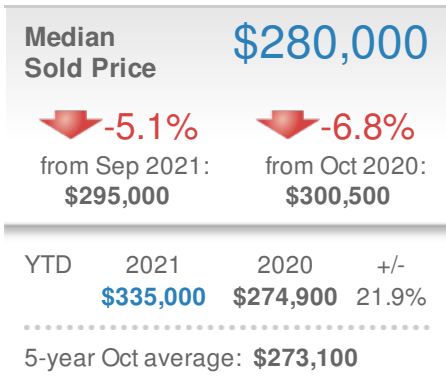 Median $280,000
Sold Price
-5.1% -6.8%
from Sep 2021: from Oct 2020:
$295,000 $300,500
YTD 2021 2020 +/-
$335,000 $274,900 21.9%
5-year Oct average: $273,100